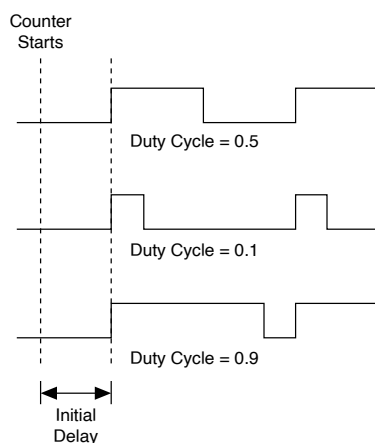 Counter
Starts
Duty Cycle = 0.5
Duty Cycle = 0.1
Duty Cycle = 0.9
Initial
Delay